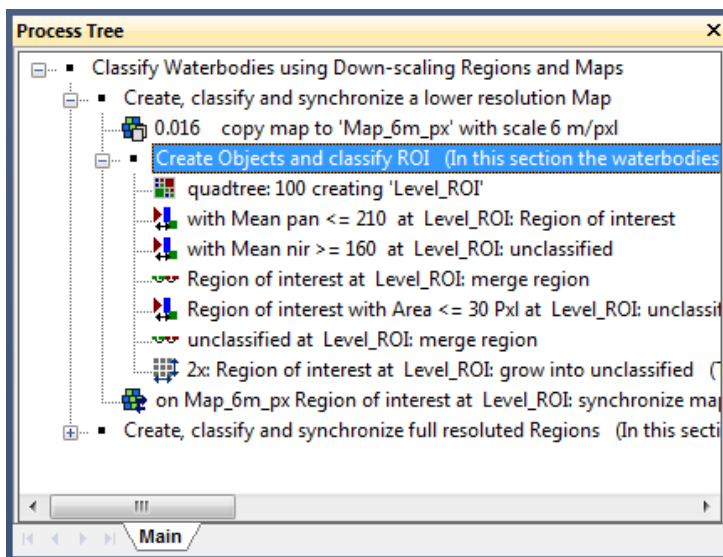 Process Tree
Classify Waterbodies using Down-scaling Regions and Maps
Create, classify and synchronize a lower resolution Map
0.016 copy map to 'Map_6m_px' with scale 6 m/pxl
Create Objects and classify ROI (In this section the waterbodies
quadtree: 100 creating 'Level_ROI'
with Mean pan <= 210 at Level_ROI: Region of interest
with Mean nir >= 160 at Level_ROI: unclassified
Region of interest at Level_ROI: merge region
Region of interest with Area <= 30 Pxl at Level_ROI: unclassif
unclassified at Level_ROI: merge region
2x: Region of interest at Level_ROI: grow into unclassified (T
on Map_6m_px Region of interest at Level_ROI: synchronize map
Create, classify and synchronize full resoluted Regions (In this secti
Main